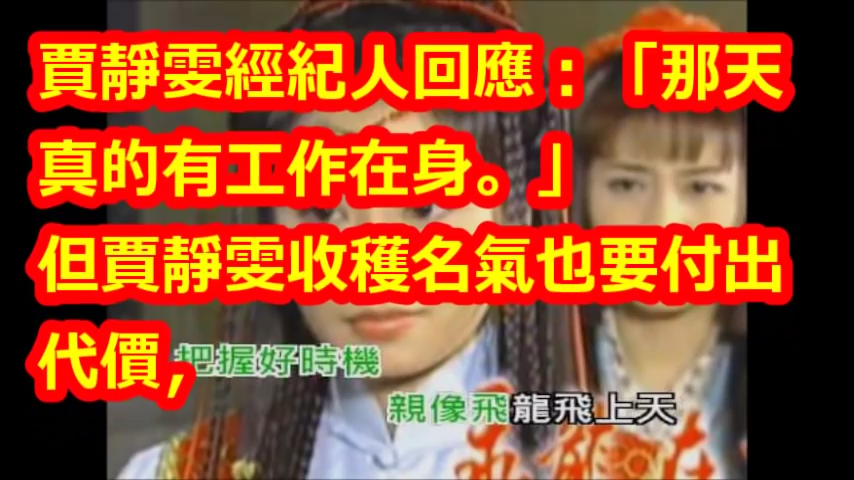 賈靜雯經紀人回應:「那天
真的有工作在身。」
但賈靜雯收穫名氣也要付出
代價,
把握好時機
親像飛龍飛上天